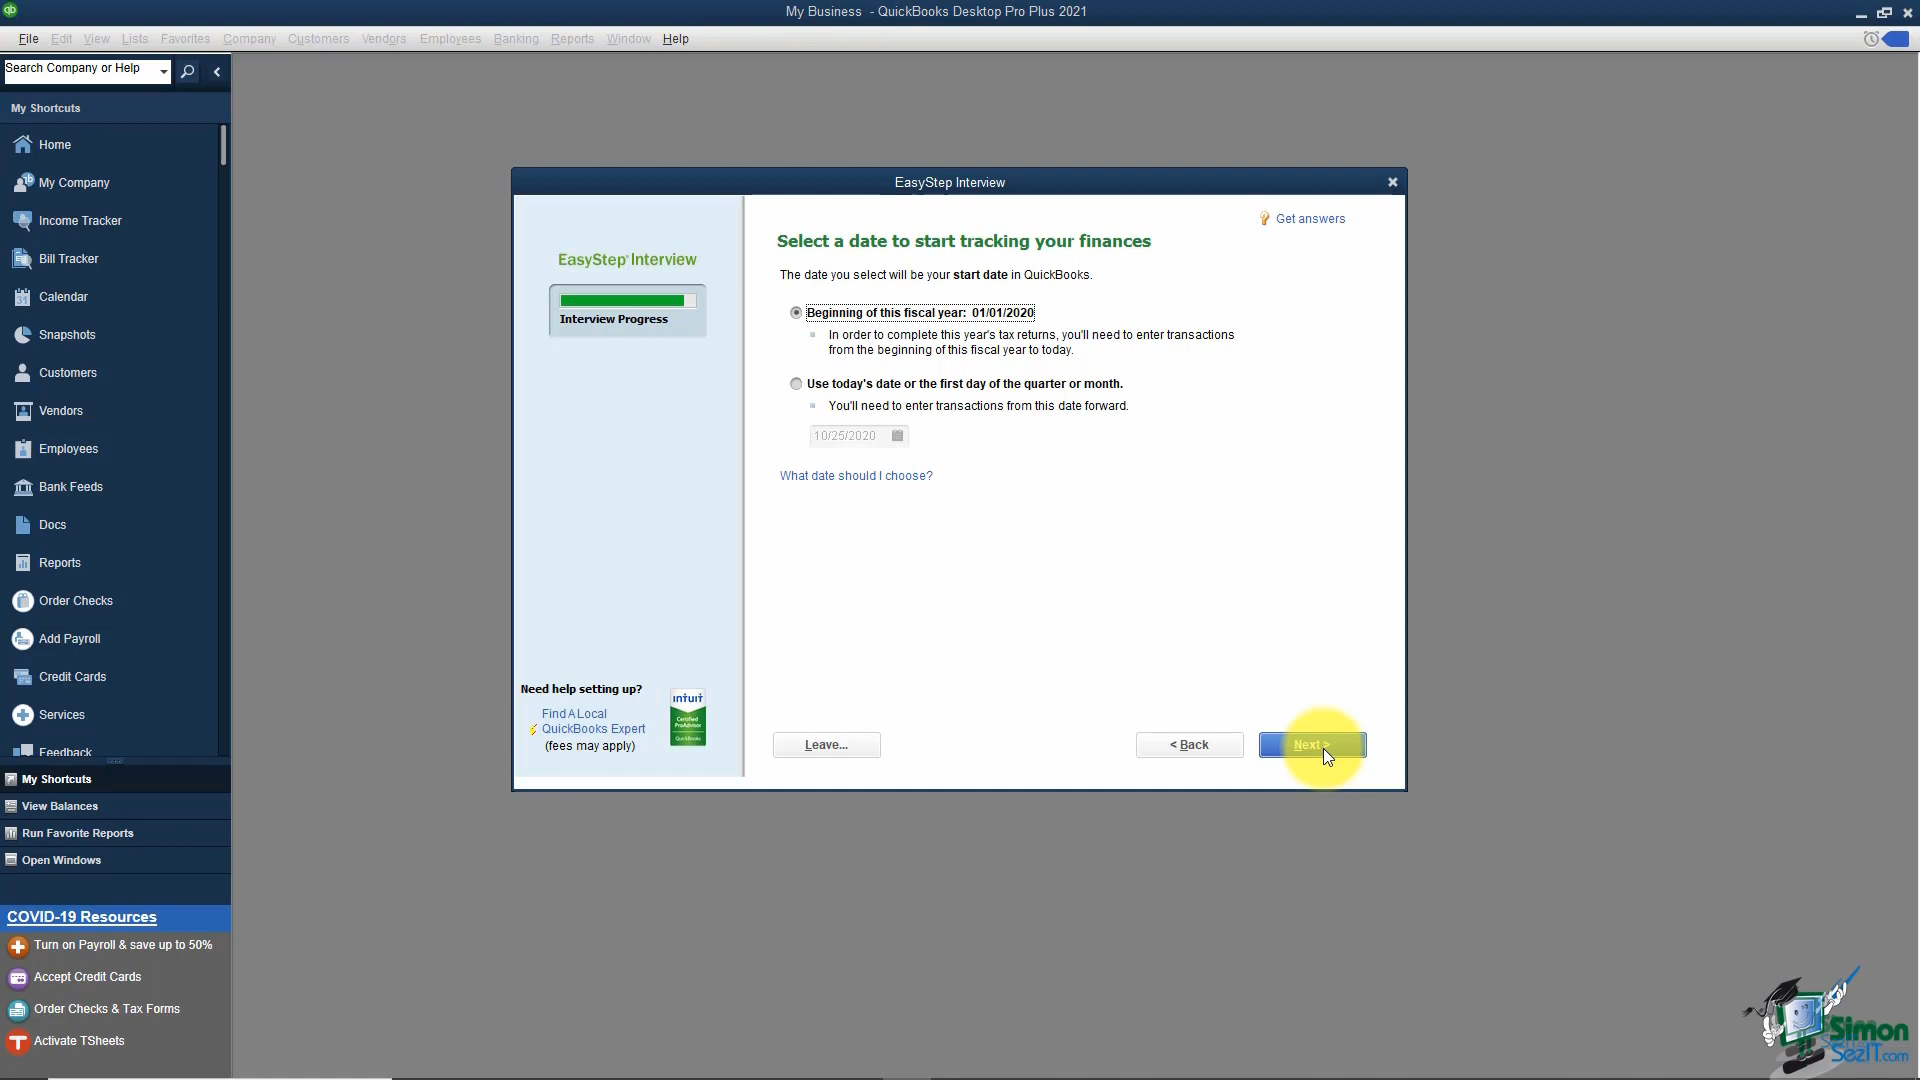 My Business - QuickBooks Desktop Pro Plus 2021
File Edit View Lists Favorites Company Customers Vendors Employees Banking Reports Window Help
Search Company or Help
My Shortcuts
Home
My Company
Income Tracker
Bill Tracker
Calendar
Snapshots
Customers
Vendors
Employees
Bank Feeds
Docs
Reports
Order Checks
Add Payroll
Credit Cards
Services
Feedback
My Shortcuts
View Balances
Run Favorite Reports
Open Windows
COVID-19 Resources
Turn on Payroll & save up to 50%
Accept Credit Cards
Order Checks & Tax Forms
Activate TSheets
EasyStep Interview
EasyStep Interview
Interview Progress
Need help setting up?
Find A Local
QuickBooks Expert
(fees may apply)
intuit
Certified
ProAdvisor
QuickBooks
Get answers
Select a date to start tracking your finances
The date you select will be your start date in QuickBooks.
Beginning of this fiscal year: 01/01/2020
In order to complete this year's tax returns, you'll need to enter transactions
from the beginning of this fiscal year to today.
Use today's date or the first day of the quarter or month.
You'll need to enter transactions from this date forward.
10/25/2020
What date should I choose?
Leave...
< Back
Next >
Simon
SezIT.com